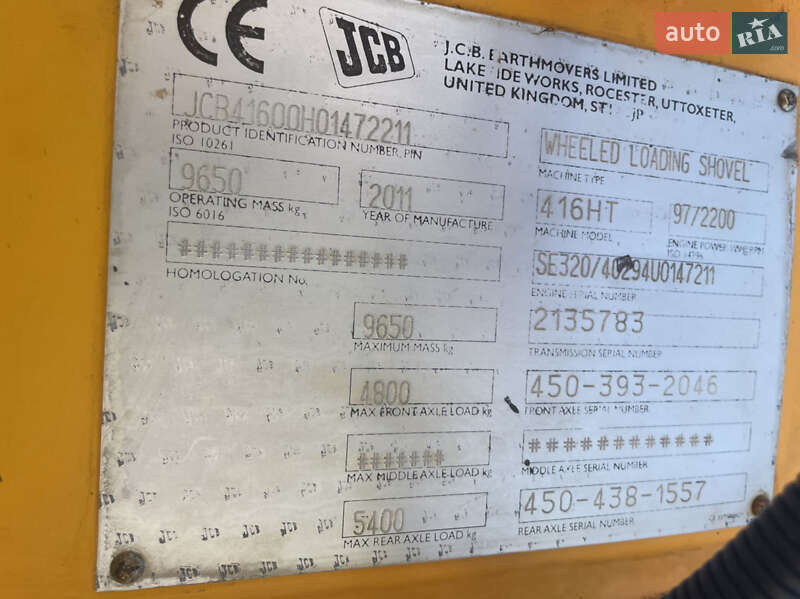 auto RIA.com
CE JCB
J.C.B. EARTHMOVERS LIMITED
LAKESIDE WORKS, ROCESTER, UTTOXETER,
UNITED KINGDOM,
JCB41600H01472211
PRODUCT IDENTIFICATION NUMBER, PIN
ISO 10261
WHEELED LOADING SHOVEL
MACHINE TYPE
9650
OPERATING MASS kg
ISO 6016
2011
YEAR OF MANUFACTURE
416HT
MACHINE MODEL
97/2200
ENGINE POWER
ISO
################
HOMOLOGATION No.
SE320/40294U0147211
ENGINE SERIAL NUMBER
9650
MAXIMUM MASS kg
2135783
TRANSMISSION SERIAL NUMBER
4800
MAX FRONT AXLE LOAD kg
450-393-2046
FRONT AXLE SERIAL NUMBER
#######
MAX MIDDLE AXLE LOAD kg
############
MIDDLE AXLE SERIAL NUMBER
5400
MAX REAR AXLE LOAD kg
450-438-1557
REAR AXLE SERIAL NUMBER